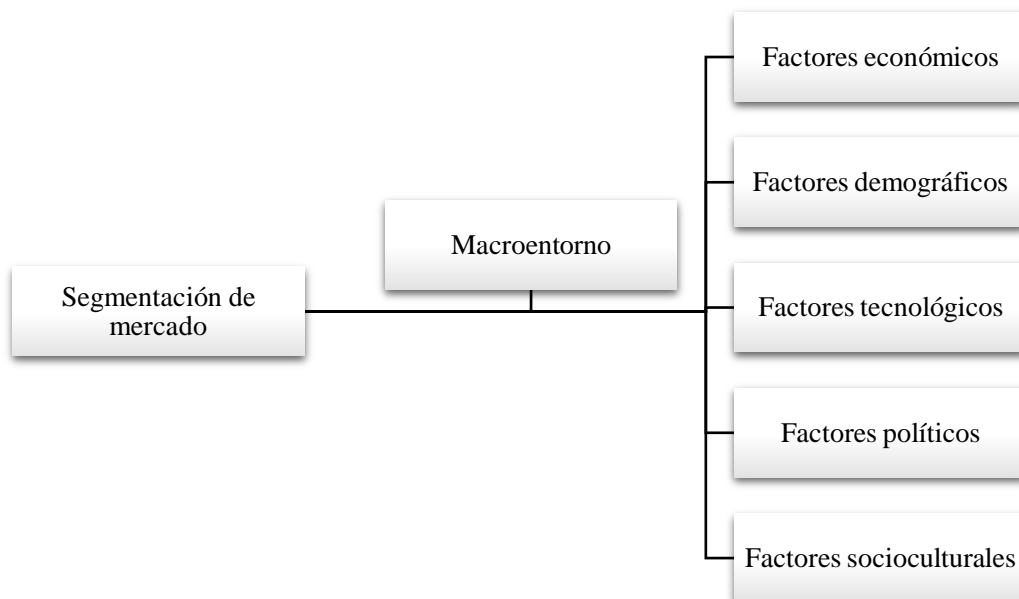 Segmentación de
mercado
Macroentorno
Factores económicos
Factores demográficos
Factores tecnológicos
Factores políticos
Factores socioculturales